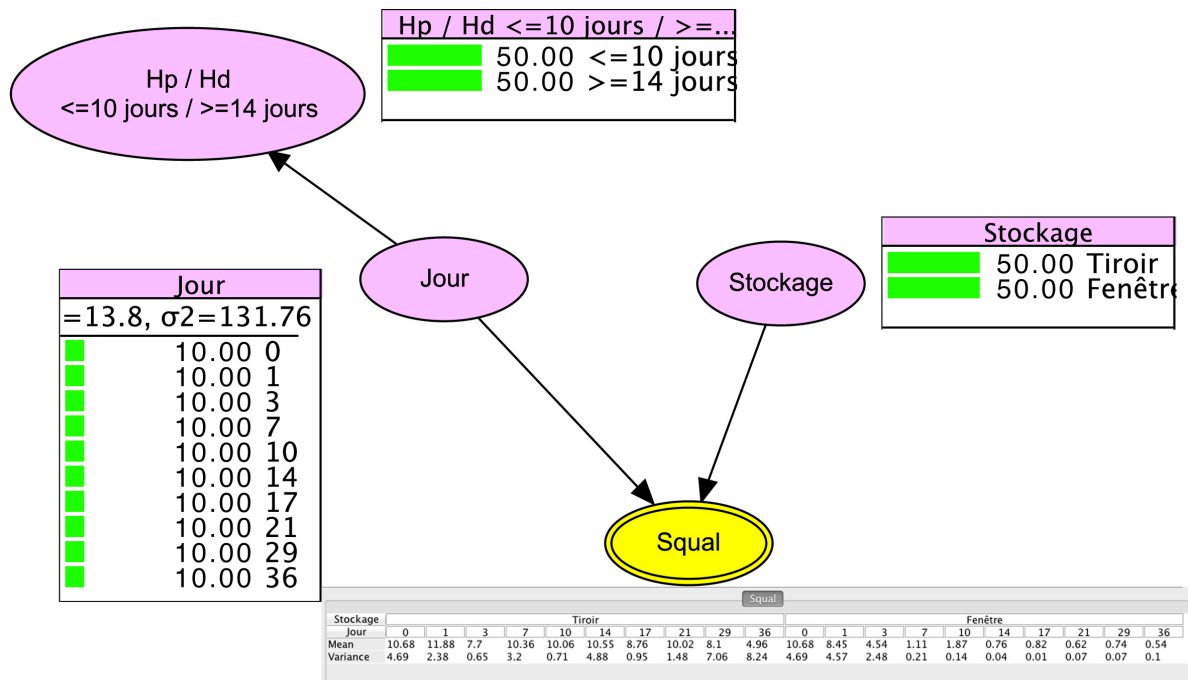 Hp / Hd <=10 jours / >=...
50.00 <=10 jours
50.00 >=14 jours
Hp / Hd
<=10 jours / >=14 jours
Stockage
50.00 Tiroir
50.00 Fenêtre
Jour
Stockage
Jour
=13.8, σ2=131.76
10.00 0
10.00 1
10.00 3
10.00 7
10.00 10
10.00 14
10.00 17
10.00 21
10.00 29
10.00 36
Squal
Squal
Stockage Tiroir Fenêtre
Jour 0 1 3 7 10 14 17 21 29 36 0 1 3 7 10 14 17 21 29 36
Mean 10.68 11.88 7.7 10.36 10.06 10.55 8.76 10.02 8.1 4.96 10.68 8.45 4.54 1.11 1.87 0.76 0.82 0.62 0.74 0.54
Variance 4.69 2.38 0.65 3.2 0.71 4.88 0.95 1.48 7.06 8.24 4.69 4.57 2.48 0.21 0.14 0.04 0.01 0.07 0.07 0.1